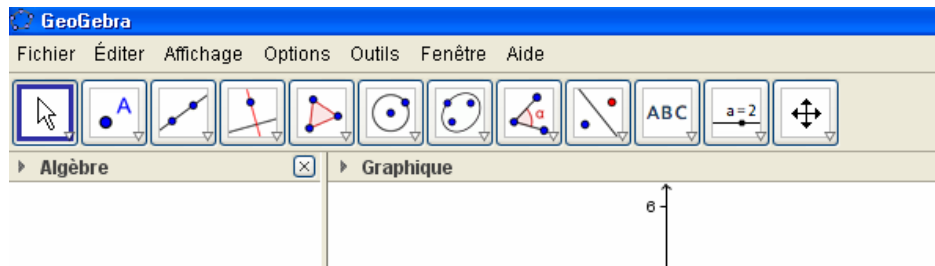 GeoGebra
Fichier Éditer Affichage Options Outils Fenêtre Aide
A α ABC a=2
Algèbre Graphique
6